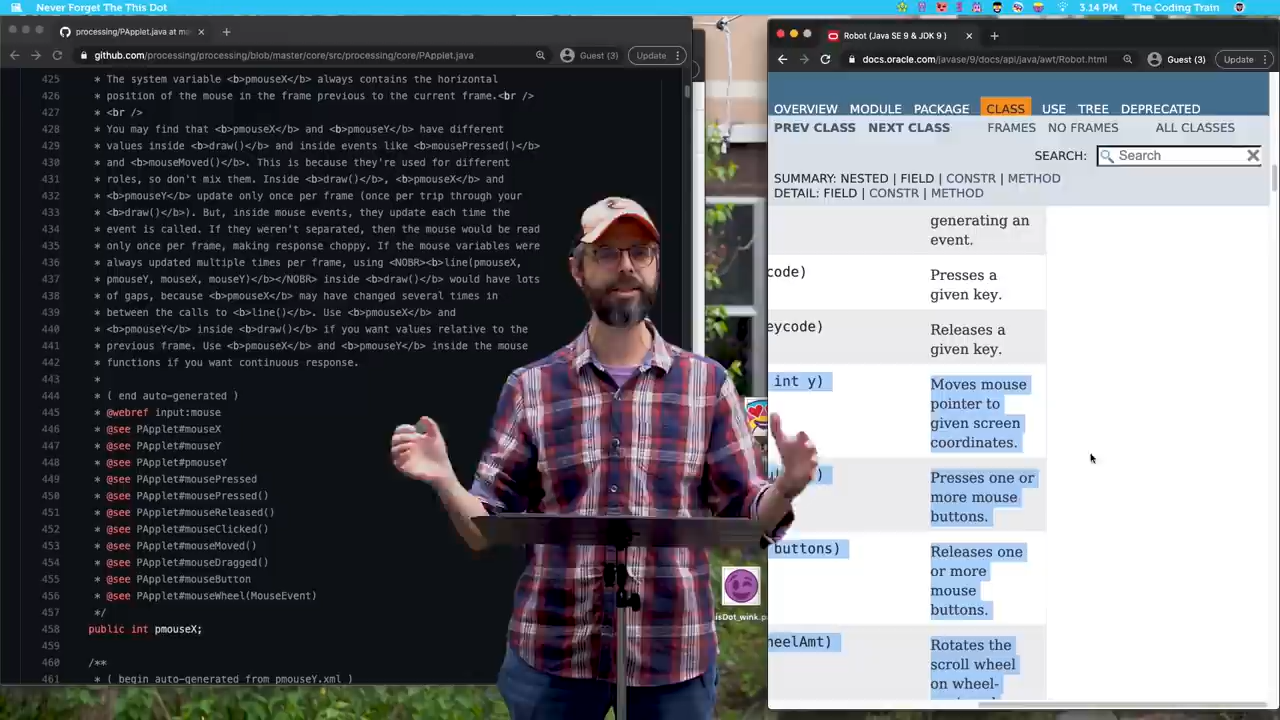 Never Forget The This Dot
3.14 PM
The Coding Train
processing/PApplet.java at ma
github.com/processing/processing/blob/master/core/src/processing/core/PApplet.java
Guest (3)
Update
425 * The system variable <b>pmouseX</b> always contains the horizontal
426 * position of the mouse in the frame previous to the current frame.<br />
427 * <br />
428 * You may find that <b>pmouseX</b> and <b>pmouseY</b> have different
429 * values inside <b>draw()</b> and inside events like <b>mousePressed()</b>
430 * and <b>mouseMoved()</b>. This is because they're used for different
431 * roles, so don't mix them. Inside <b>draw()</b>, <b>pmouseX</b> and
432 * <b>pmouseY</b> update only once per frame (once per trip through your
433 * <b>draw()</b>). But, inside mouse events, they update each time the
434 * event is called. If they weren't separated, then the mouse would be read
435 * only once per frame, making response choppy. If the mouse variables were
436 * always updated multiple times per frame, using <NOBR><b>line(pmouseX,
437 * pmouseY, mouseX, mouseY)</b></NOBR> inside <b>draw()</b> would have lots
438 * of gaps, because <b>pmouseX</b> may have changed several times in
439 * between the calls to <b>line()</b>. Use <b>pmouseX</b> and
440 * <b>pmouseY</b> inside <b>draw()</b> if you want values relative to the
441 * previous frame. Use <b>pmouseX</b> and <b>pmouseY</b> inside the mouse
442 * functions if you want continuous response.
443 *
444 * ( end auto-generated )
445 * @webref input:mouse
446 * @see PApplet#mouseX
447 * @see PApplet#mouseY
448 * @see PApplet#pmouseY
449 * @see PApplet#mousePressed
450 * @see PApplet#mousePressed()
451 * @see PApplet#mouseReleased()
452 * @see PApplet#mouseClicked()
453 * @see PApplet#mouseMoved()
454 * @see PApplet#mouseDragged()
455 * @see PApplet#mouseButton
456 * @see PApplet#mouseWheel(MouseEvent)
457 */
458 public int pmouseX;
459
460 /**
461 * ( begin auto-generated from pmouseY.xml )
isDot_wink.p
Robot (Java SE 9 & JDK 9 )
docs.oracle.com/javase/9/docs/api/java/awt/Robot.html
Guest (3)
Update
OVERVIEW MODULE PACKAGE CLASS USE TREE DEPRECATED
PREV CLASS NEXT CLASS FRAMES NO FRAMES ALL CLASSES
SEARCH: Search
SUMMARY: NESTED | FIELD | CONSTR | METHOD
DETAIL: FIELD | CONSTR | METHOD
generating an
event.
code) Presses a
given key.
eycode) Releases a
given key.
int y) Moves mouse
pointer to
given screen
coordinates.
) Presses one or
more mouse
buttons.
buttons) Releases one
or more
mouse
buttons.
heelAmt) Rotates the
scroll wheel
on wheel-